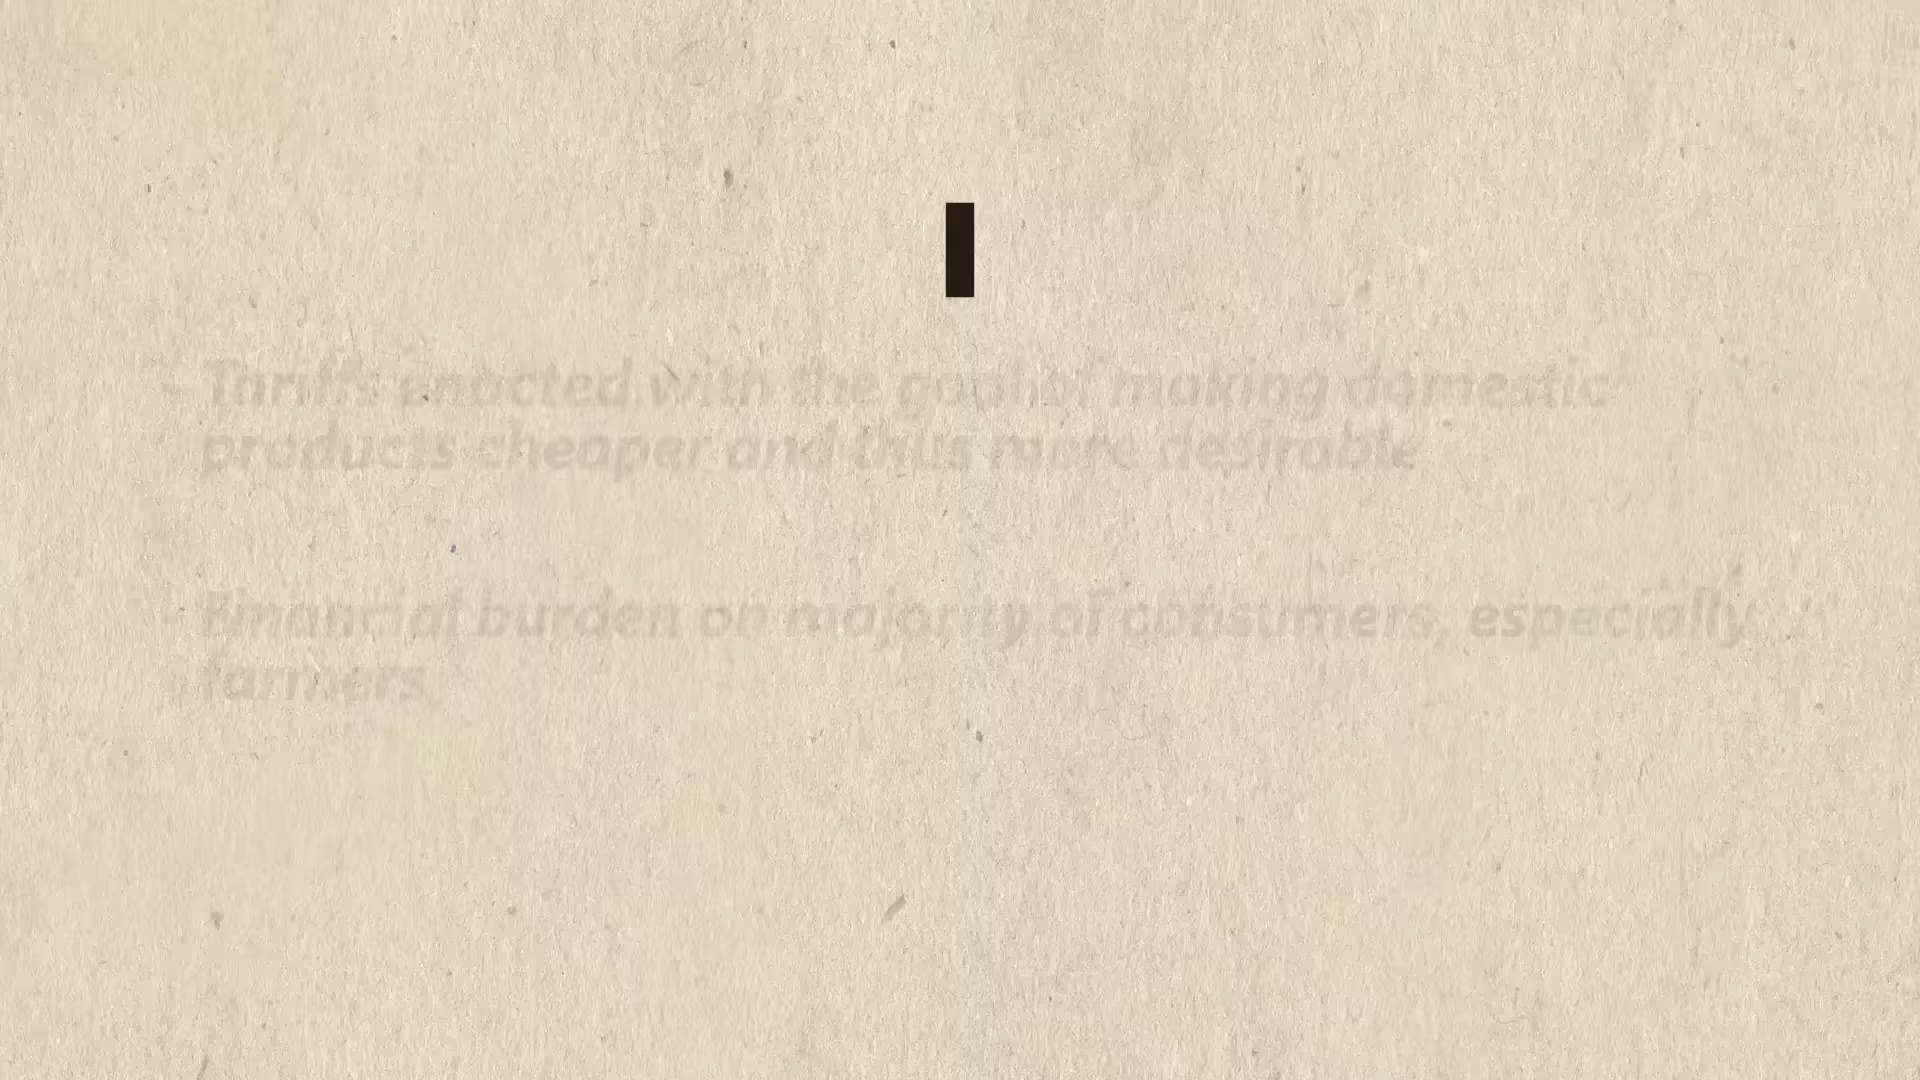 - Tariffs enacted with the goal of making domestic
products cheaper and thus more desirable
- Financial burden on majority of consumers, especially
farmers